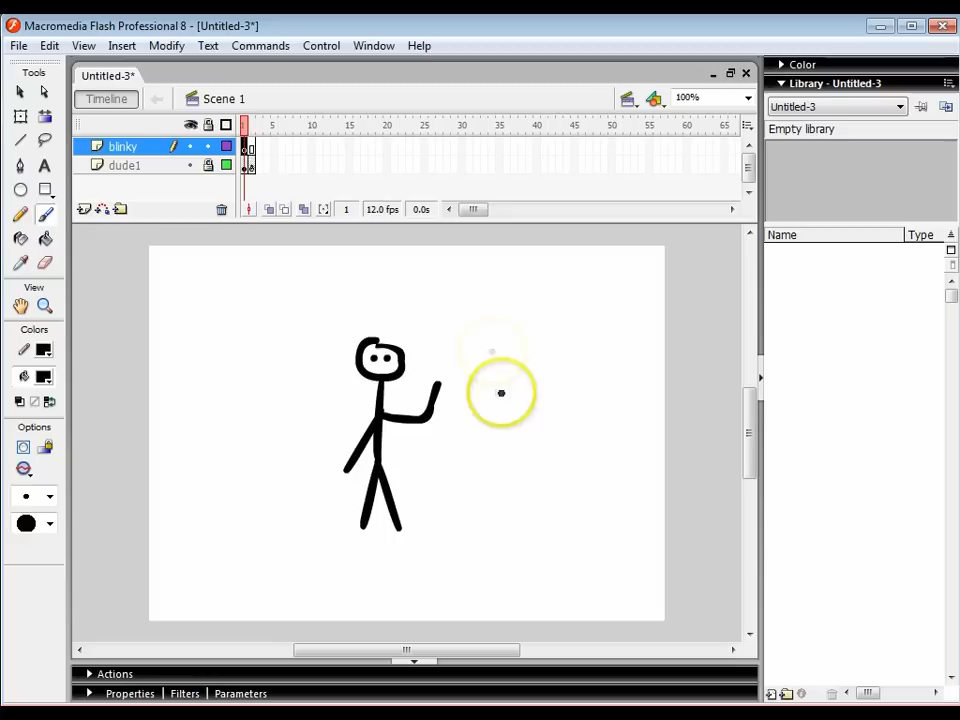 Macromedia Flash Professional 8 - [Untitled-3*]
File Edit View Insert Modify Text Commands Control Window Help
Tools
Untitled-3*
Color
Library - Untitled-3
Timeline
Scene 1
100%
Untitled-3
Empty library
1 5 10 15 20 25 30 35 40 45 50 55 60 65
blinky
dude1
1 12.0 fps 0.0s
Name Type
View
Colors
Options
Actions
Properties Filters Parameters